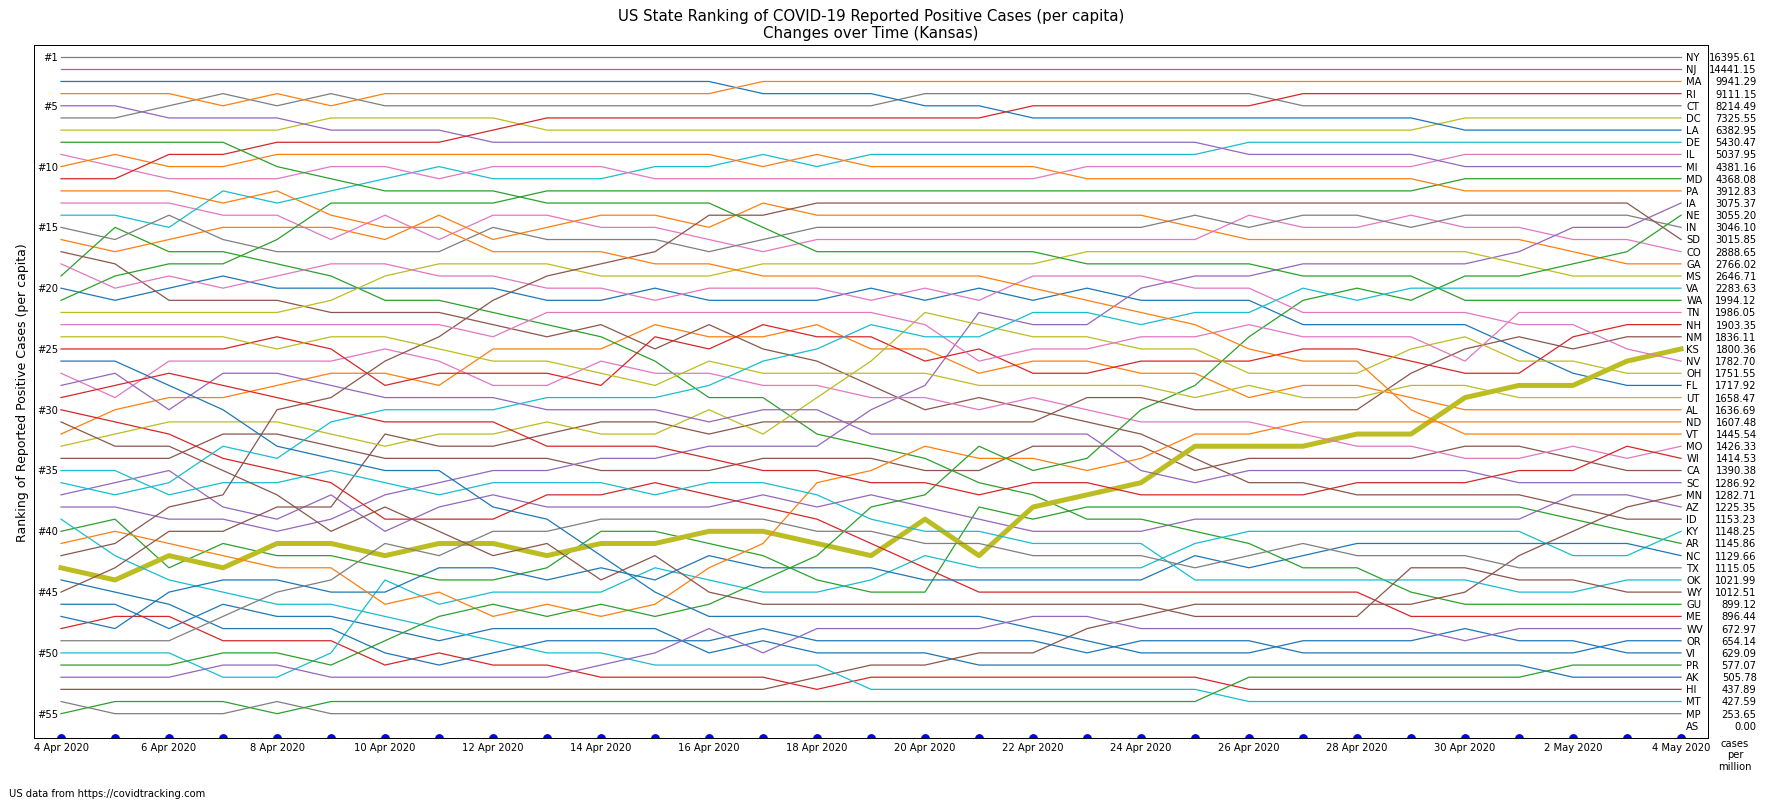 US State Ranking of COVID-19 Reported Positive Cases (per capita)
Changes over Time (Kansas)
Ranking of Reported Positive Cases (per capita)
#1
#5
#10
#15
#20
#25
#30
#35
#40
#45
#50
#55
NY 16395.61
NJ 14441.15
MA 9941.29
RI 9111.15
CT 8214.49
DC 7325.55
LA 6382.95
DE 5430.47
IL 5037.95
MI 4381.16
MD 4368.08
PA 3912.83
IA 3075.37
NE 3055.20
IN 3046.10
SD 3015.85
CO 2888.65
GA 2766.02
MS 2646.71
VA 2283.63
WA 1994.12
TN 1986.05
NH 1903.35
NM 1836.11
KS 1800.36
NV 1782.70
OH 1751.55
FL 1717.92
UT 1658.47
AL 1636.69
ND 1607.48
VT 1445.54
MO 1426.33
WI 1414.53
CA 1390.38
SC 1286.92
MN 1282.71
AZ 1225.35
ID 1153.23
KY 1148.25
AR 1145.86
NC 1129.66
TX 1115.05
OK 1021.99
WY 1012.51
GU 899.12
ME 896.44
WV 672.97
OR 654.14
VI 629.09
PR 577.07
AK 505.78
HI 437.89
MT 427.59
MP 253.65
AS 0.00
4 Apr 2020 6 Apr 2020 8 Apr 2020 10 Apr 2020 12 Apr 2020 14 Apr 2020 16 Apr 2020 18 Apr 2020 20 Apr 2020 22 Apr 2020 24 Apr 2020 26 Apr 2020 28 Apr 2020 30 Apr 2020 2 May 2020 4 May 2020
cases
per
million
US data from https://covidtracking.com